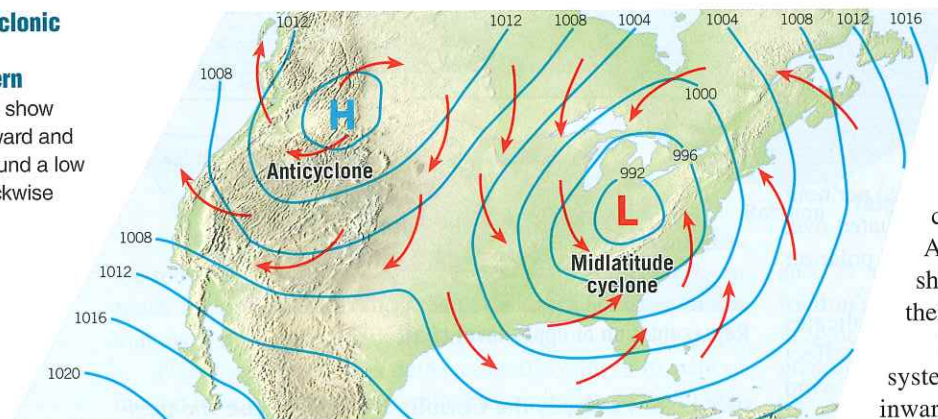 clonic
ern
show
ward and
und a low
ckwise
1012
1012
1008
1004
1004
1008
1012
1016
1008
H
Anticyclone
1000
996
992
L
Midlatitude
cyclone
1008
1012
1016
1020
c
A
sh
the
syste
inwar